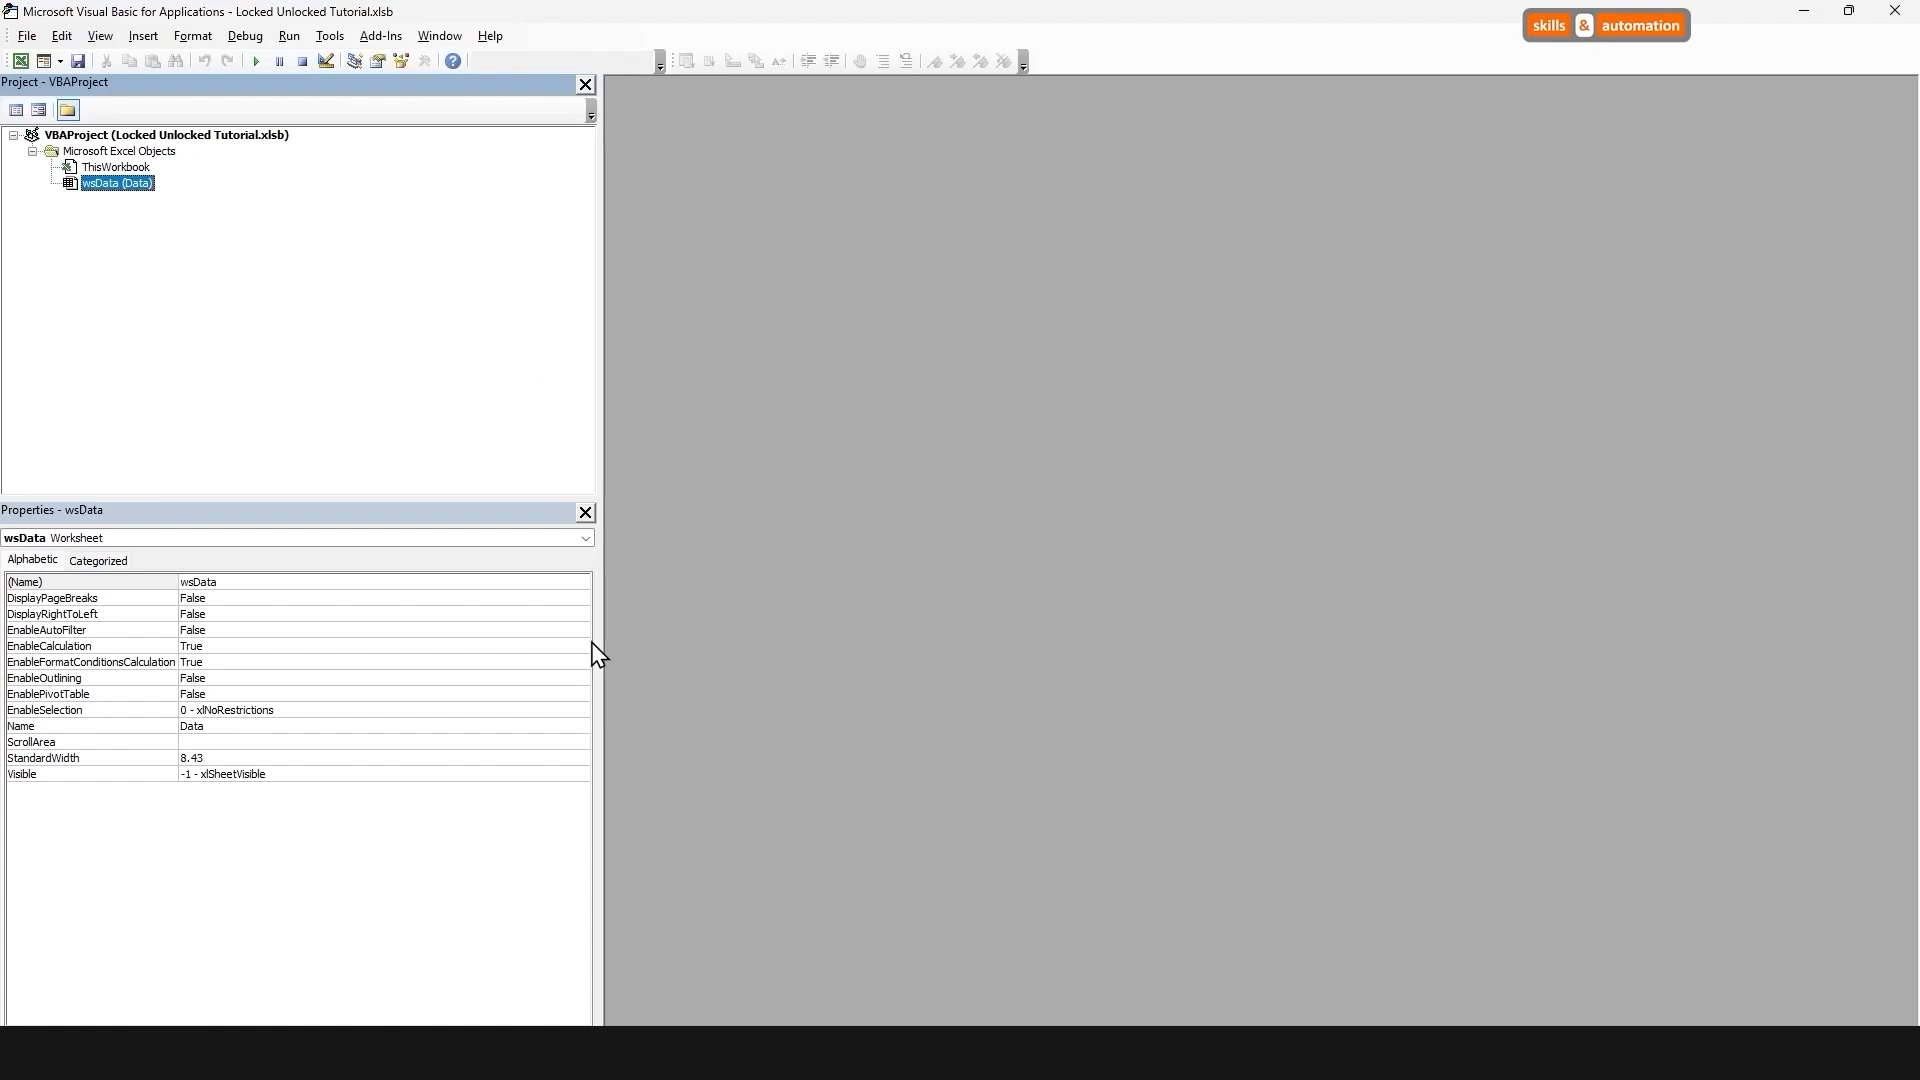 Microsoft Visual Basic for Applications - Locked Unlocked Tutorial.xlsb
skills & automation
File Edit View Insert Format Debug Run Tools Add-Ins Window Help
Project - VBAProject
VBAProject (Locked Unlocked Tutorial.xlsb)
Microsoft Excel Objects
ThisWorkbook
wsData (Data)
Properties - wsData
wsData Worksheet
Alphabetic Categorized
(Name) wsData
DisplayPageBreaks False
DisplayRightToLeft False
EnableAutoFilter False
EnableCalculation True
EnableFormatConditionsCalculation True
EnableOutlining False
EnablePivotTable False
EnableSelection 0 - xlNoRestrictions
Name Data
ScrollArea
StandardWidth 8.43
Visible -1 - xlSheetVisible